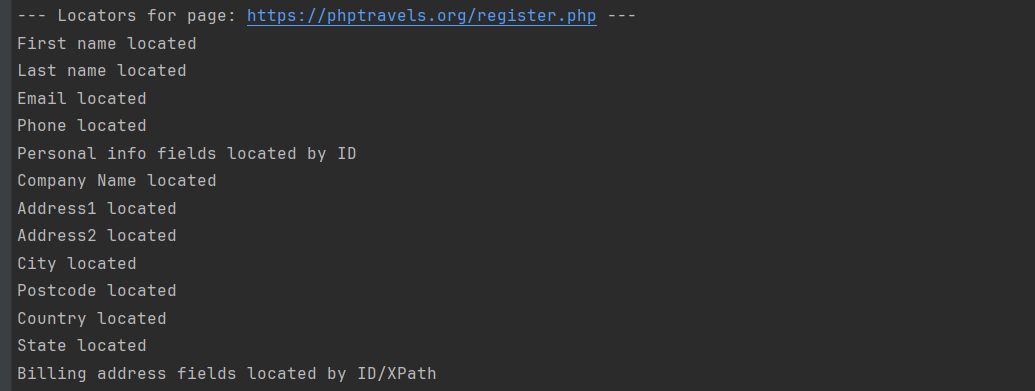 --- Locators for page: https://phptravels.org/register.php ---
First name located
Last name located
Email located
Phone located
Personal info fields located by ID
Company Name located
Address1 located
Address2 located
City located
Postcode located
Country located
State located
Billing address fields located by ID/XPath